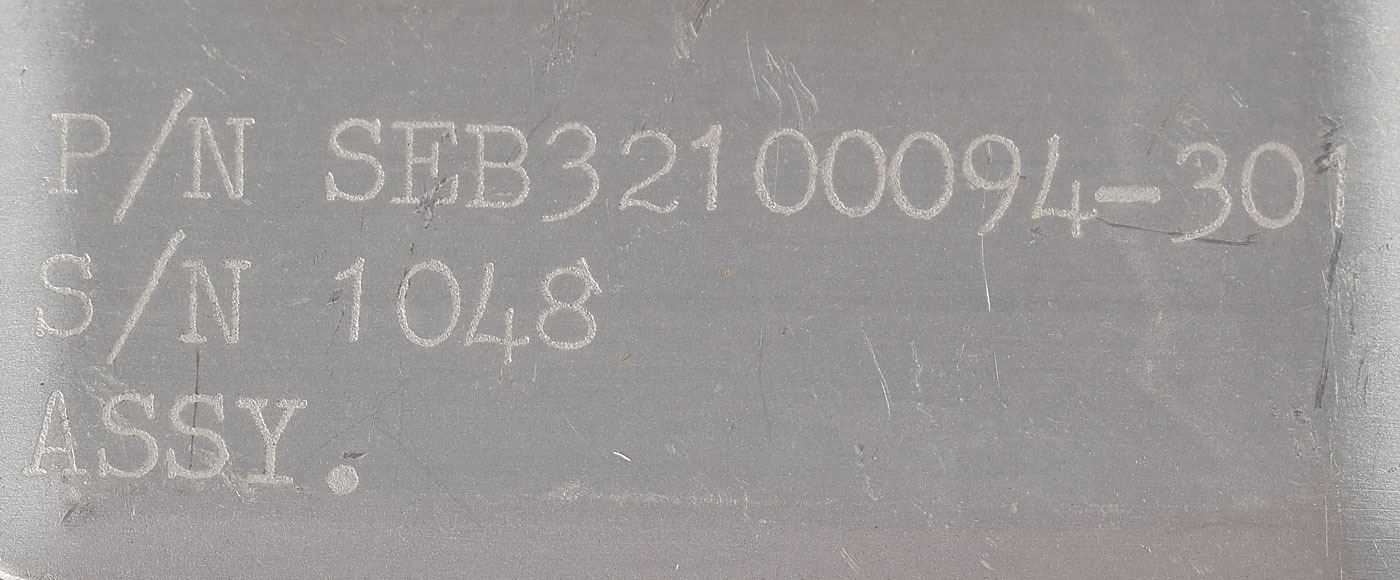 P/N SEB32100094-301
S/N 1048
ASSY.